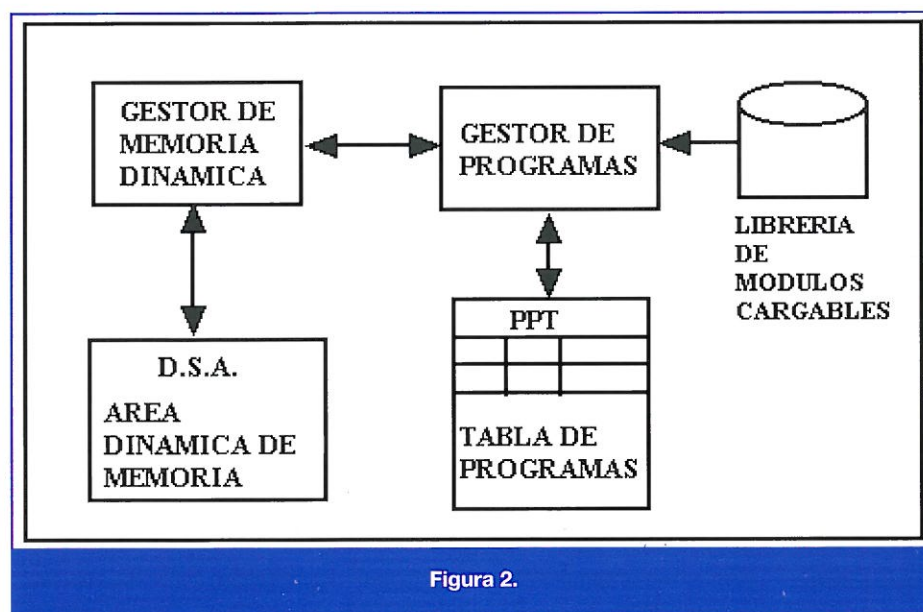 GESTOR DE
MEMORIA
DINAMICA
GESTOR DE
PROGRAMAS
LIBRERIA
DE
MODULOS
CARGABLES
D.S.A.
AREA
DINAMICA DE
MEMORIA
PPT
TABLA DE
PROGRAMAS
Figura 2.